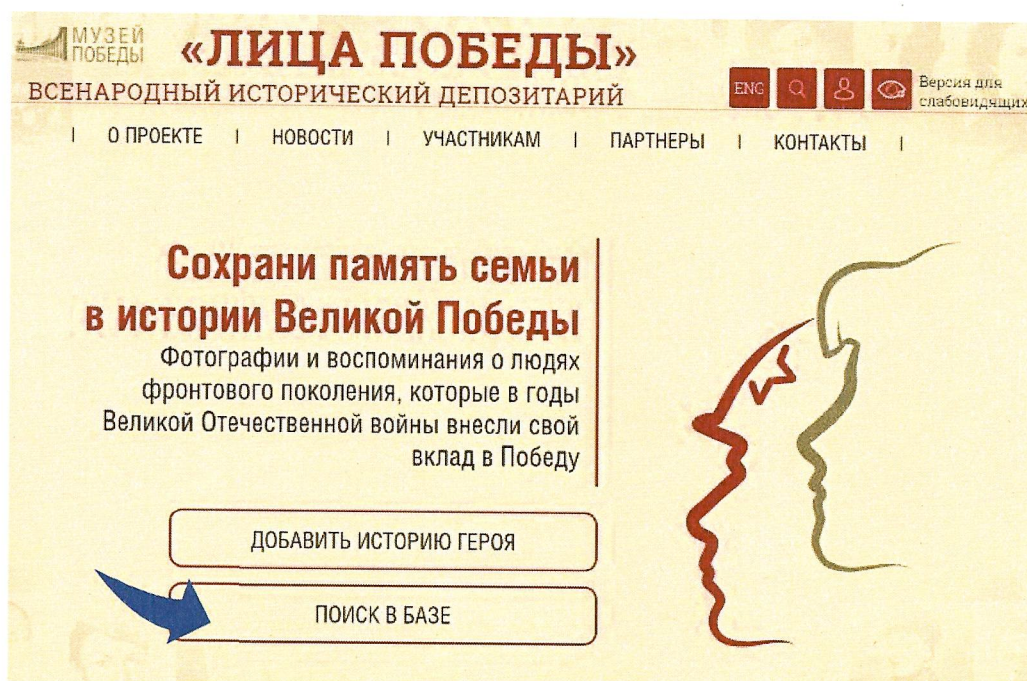 МУЗЕЙ
ПОБЕДЫ
«ЛИЦА ПОБЕДЫ»
ВСЕНАРОДНЫЙ ИСТОРИЧЕСКИЙ ДЕПОЗИТАРИЙ
ENG
Версия для
слабовидящих
| О ПРОЕКТЕ | НОВОСТИ | УЧАСТНИКАМ | ПАРТНЕРЫ | КОНТАКТЫ |
Сохрани память семьи
в истории Великой Победы
Фотографии и воспоминания о людях
фронтового поколения, которые в годы
Великой Отечественной войны внесли свой
вклад в Победу
ДОБАВИТЬ ИСТОРИЮ ГЕРОЯ
ПОИСК В БАЗЕ